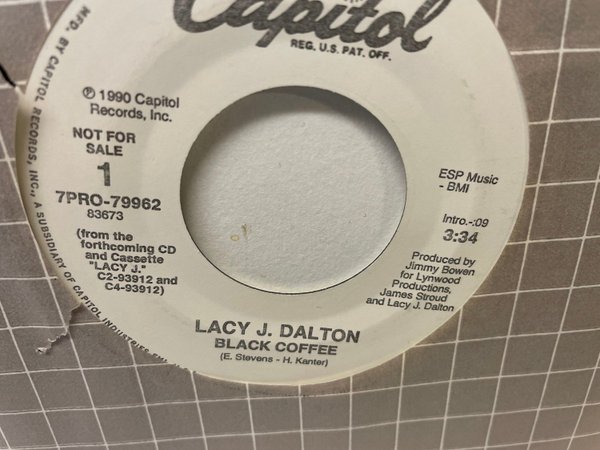 Capitol
REG. U.S. PAT. OFF.
MFD. BY CAPITOL RECORDS, INC., A SUBSIDIARY OF CAPITOL INDUSTRIES
℗ 1990 Capitol
Records, Inc.
NOT FOR
SALE
1
7PRO-79962
83673
(from the
forthcoming CD
and Cassette
"LACY J."
C2-93912 and
C4-93912)
ESP Music
- BMI
Intro.-:09
3:34
Produced by
Jimmy Bowen
for Lynwood
Productions,
James Stroud
and Lacy J. Dalton
LACY J. DALTON
BLACK COFFEE
(E. Stevens - H. Kanter)